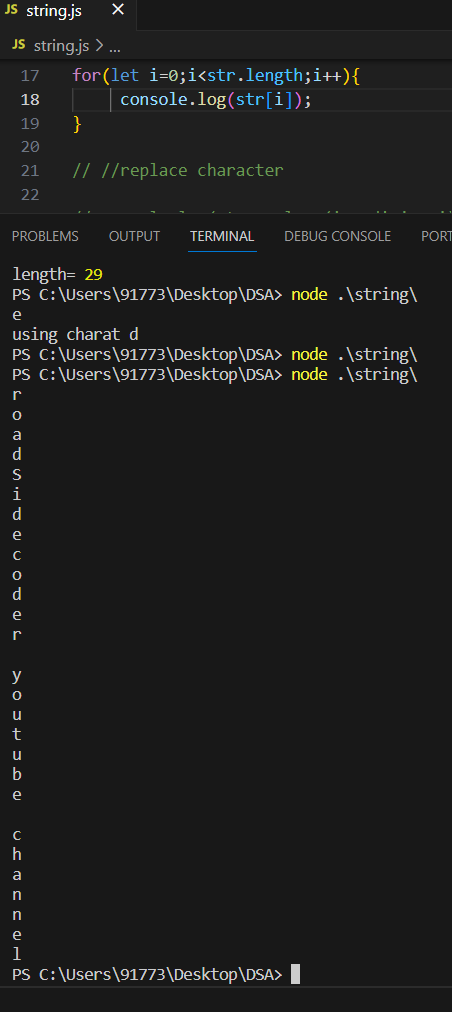 JS string.js ×
JS string.js > ...
17 for(let i=0;i<str.length;i++){
18 console.log(str[i]);
19 }
20
21 // //replace character
22
PROBLEMS OUTPUT TERMINAL DEBUG CONSOLE PORT
length= 29
PS C:\Users\91773\Desktop\DSA> node .\string\
e
using charat d
PS C:\Users\91773\Desktop\DSA> node .\string\
PS C:\Users\91773\Desktop\DSA> node .\string\
r
o
a
d
S
i
d
e
c
o
d
e
r

y
o
u
t
u
b
e

c
h
a
n
n
e
l
PS C:\Users\91773\Desktop\DSA>